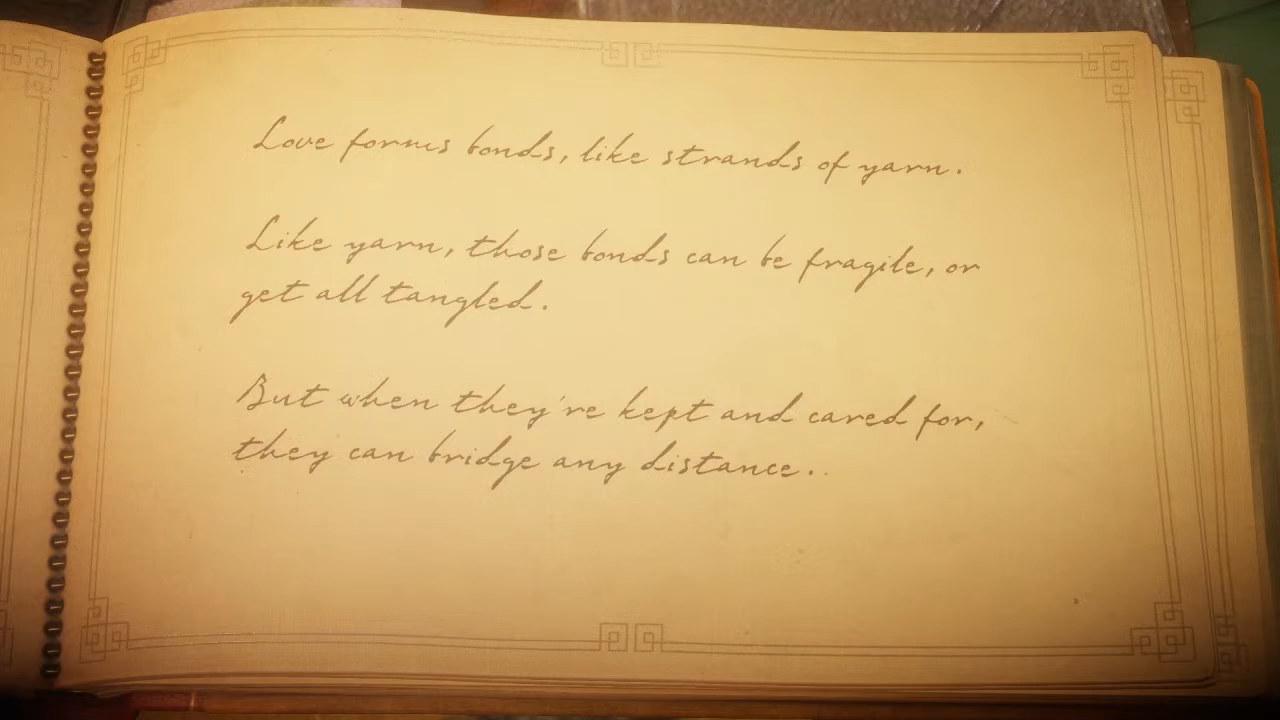 Love forms bonds, like strands of yarn.
Like yarn, those bonds can be fragile, or
get all tangled.
But when they're kept and cared for,
they can bridge any distance..